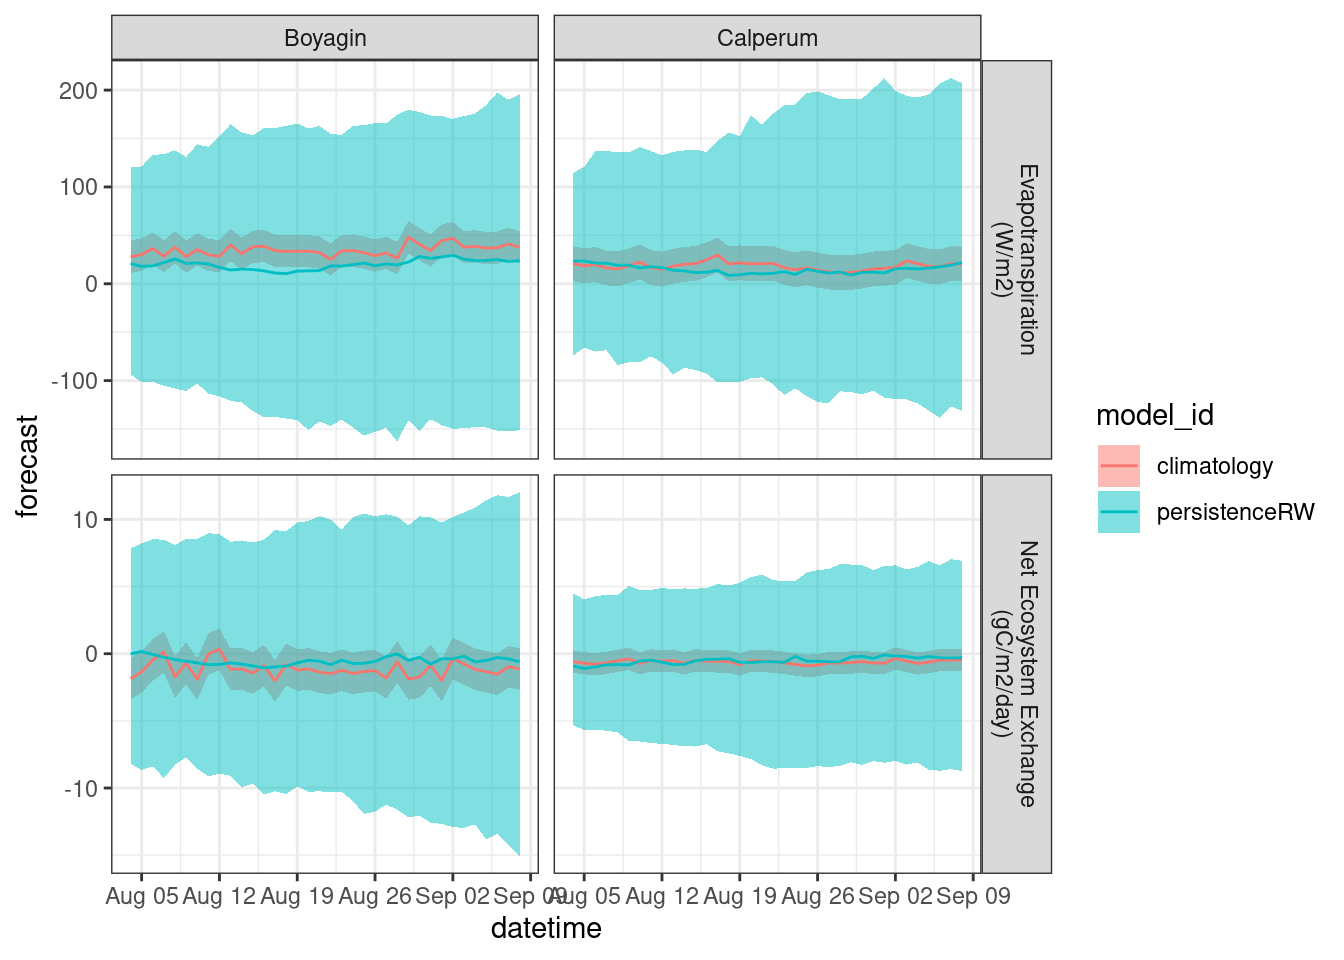 Boyagin
Calperum
200
100
0
-100
Evapotranspiration
(W/m2)
10
0
-10
Net Ecosystem Exchange
(gC/m2/day)
forecast
Aug 05 Aug 12 Aug 19 Aug 26 Sep 02 Sep 09
Aug 05 Aug 12 Aug 19 Aug 26 Sep 02 Sep 09
datetime
model_id
climatology
persistenceRW